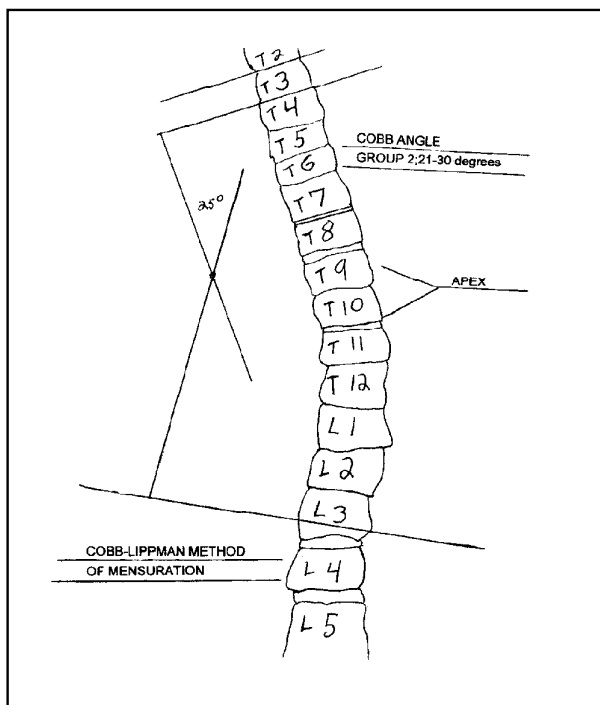 T2
T3
T4
T5
COBB ANGLE
T6
GROUP 2;21-30 degrees
T7
25°
T8
T9
APEX
T10
T11
T12
L1
L2
L3
COBB-LIPPMAN METHOD
OF MENSURATION
L4
L5